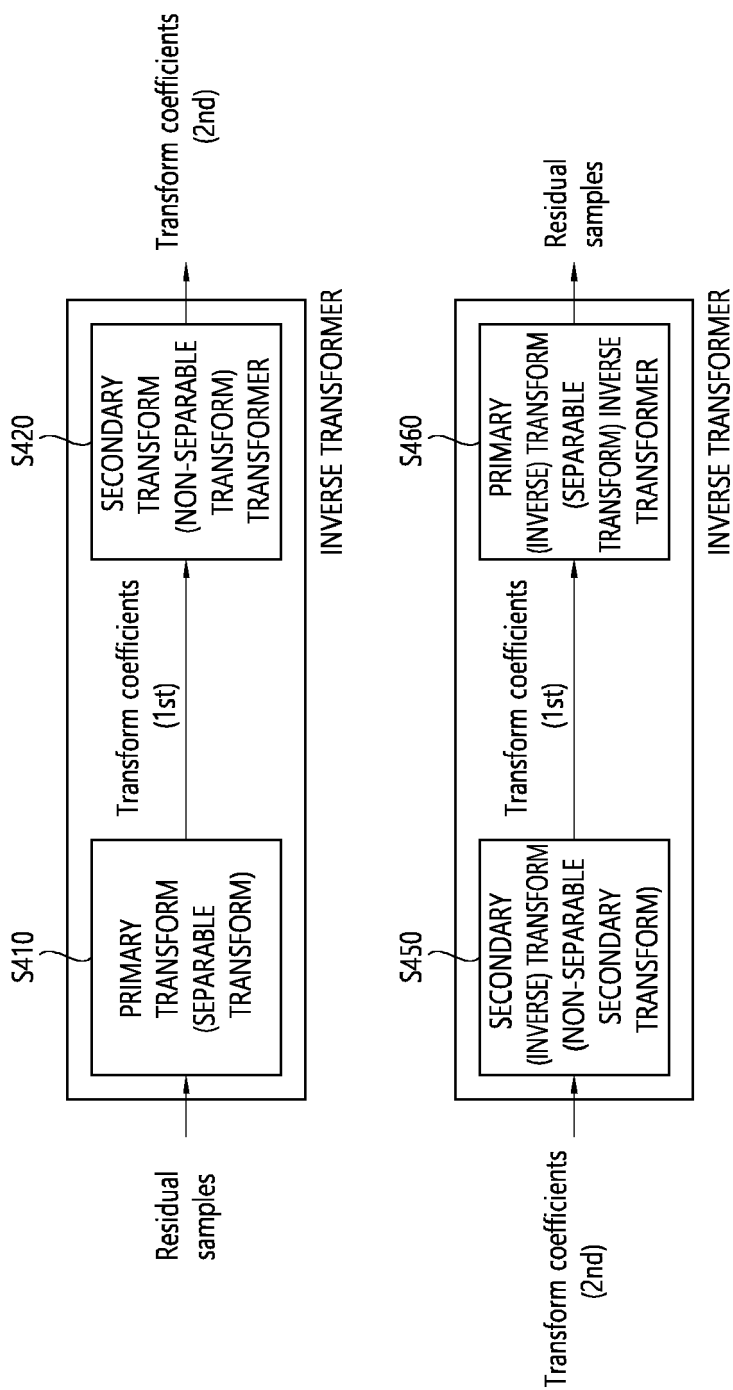 S410
S420
Residual
samples
PRIMARY
TRANSFORM
(SEPARABLE
TRANSFORM)
Transform coefficients
(1st)
SECONDARY
TRANSFORM
(NON-SEPARABLE
TRANSFORM)
TRANSFORMER
Transform coefficients
(2nd)
INVERSE TRANSFORMER
S450
S460
Transform coefficients
(2nd)
SECONDARY
(INVERSE) TRANSFORM
(NON-SEPARABLE
SECONDARY
TRANSFORM)
Transform coefficients
(1st)
PRIMARY
(INVERSE) TRANSFORM
(SEPARABLE
TRANSFORM) INVERSE
TRANSFORMER
Residual
samples
INVERSE TRANSFORMER